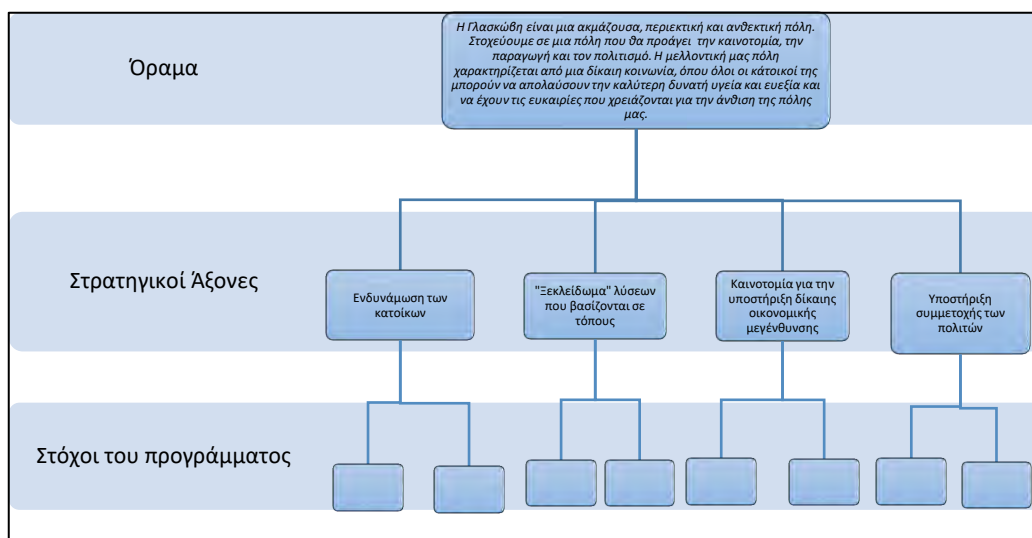 Όραμα
Η Γλασκώβη είναι μια ακμάζουσα, περιεκτική και ανθεκτική πόλη.
Στοχεύουμε σε μια πόλη που θα προάγει την καινοτομία, την
παραγωγή και τον πολιτισμό. Η μελλοντική μας πόλη
χαρακτηρίζεται από μια δίκαιη κοινωνία, όπου όλοι οι κάτοικοί της
μπορούν να απολαύσουν την καλύτερη δυνατή υγεία και ευεξία και
να έχουν τις ευκαιρίες που χρειάζονται για την άνθιση της πόλης
μας.
Στρατηγικοί Άξονες
Ενδυνάμωση των
κατοίκων
"Ξεκλείδωμα" λύσεων
που βασίζονται σε
τόπους
Καινοτομία για την
υποστήριξη δίκαιης
οικονομικής
μεγένθυνσης
Υποστήριξη
συμμετοχής των
πολιτών
Στόχοι του προγράμματος